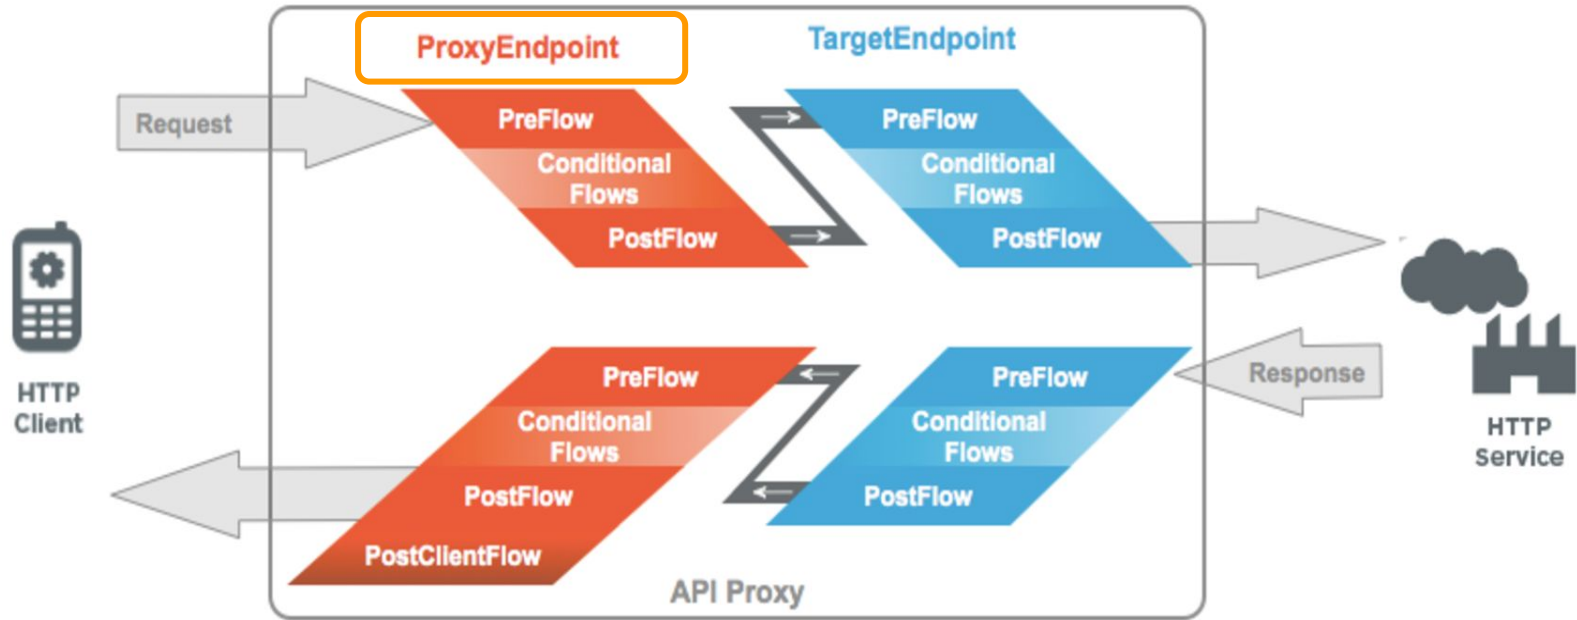 ProxyEndpoint
TargetEndpoint
Request
PreFlow
Conditional
Flows
PostFlow
PreFlow
Conditional
Flows
PostFlow
HTTP
Client
PreFlow
Conditional
Flows
PostFlow
PostClientFlow
PreFlow
Conditional
Flows
PostFlow
Response
HTTP
Service
API Proxy